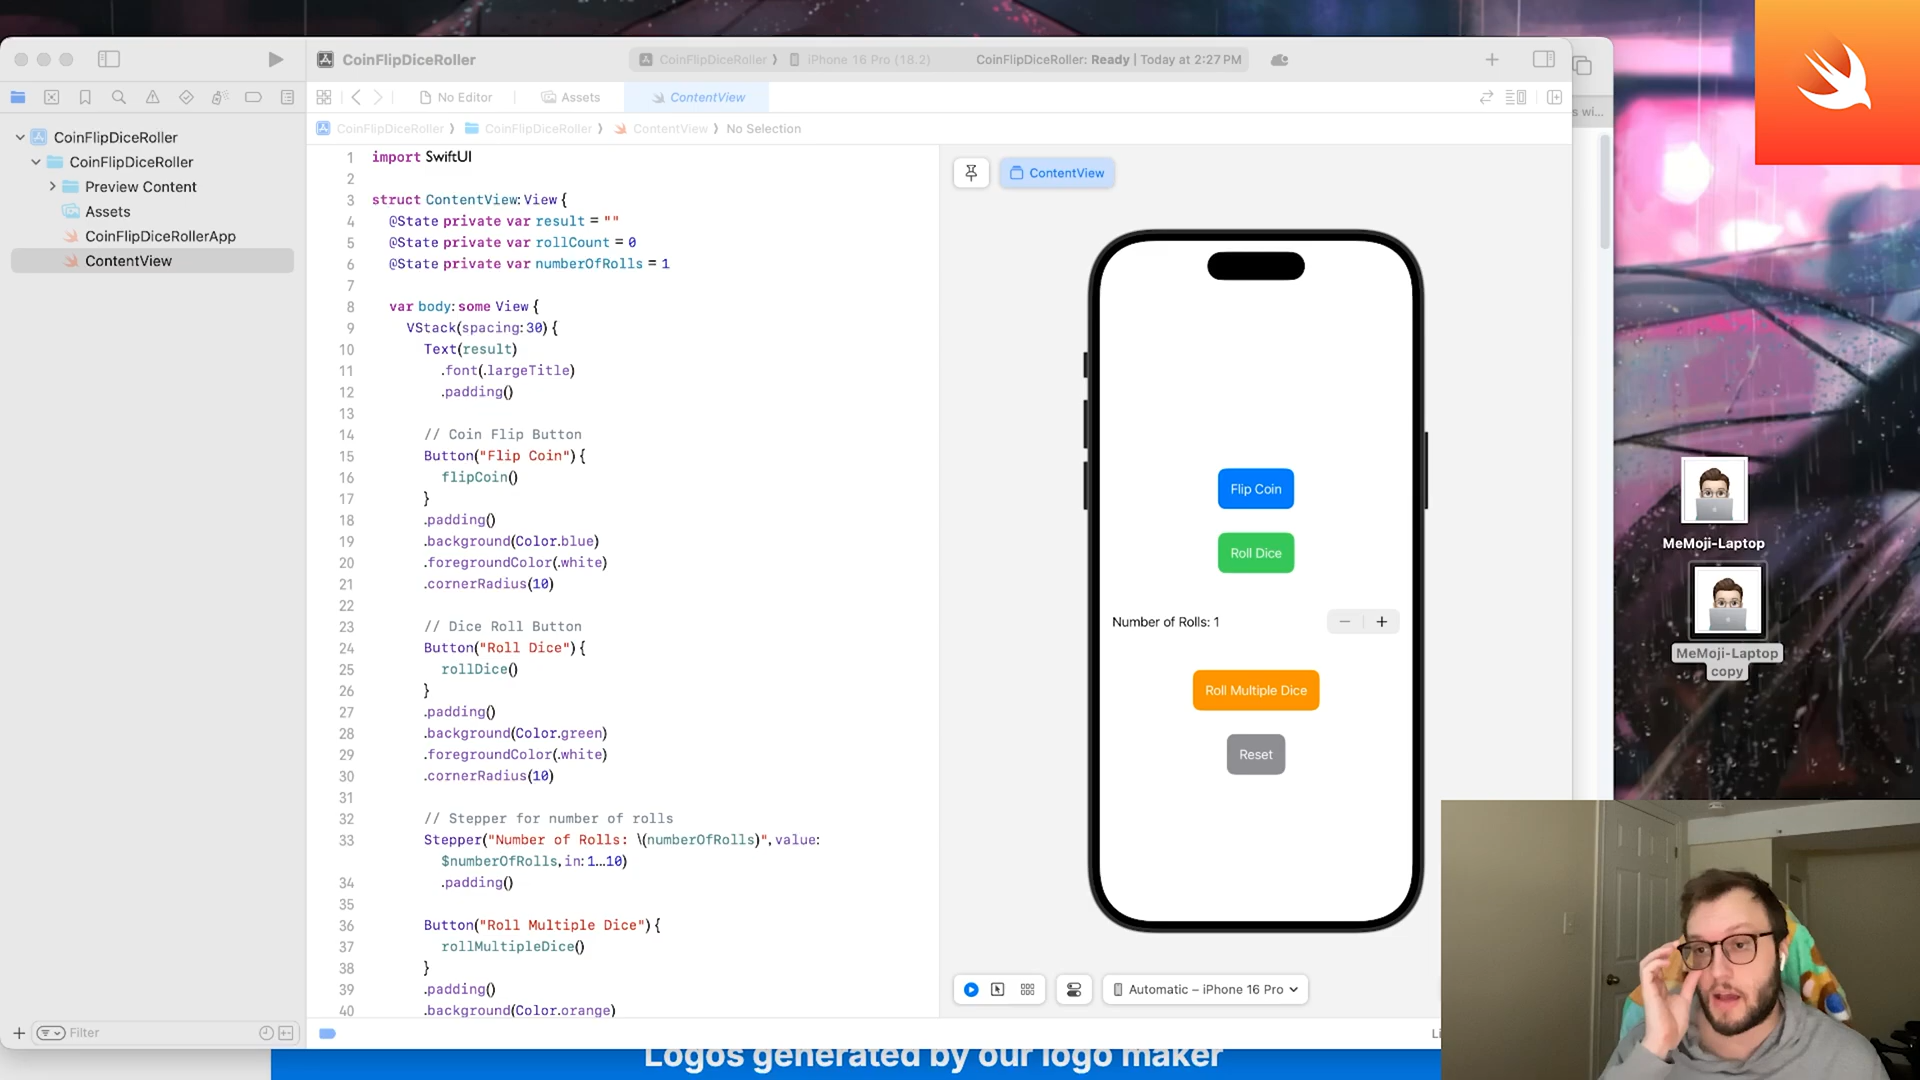 CoinFlipDiceRoller
CoinFlipDiceRoller 〉 iPhone 16 Pro (18.2)
CoinFlipDiceRoller: Ready | Today at 2:27 PM
No Editor
Assets
ContentView
CoinFlipDiceRoller 〉 CoinFlipDiceRoller 〉 ContentView 〉 No Selection
CoinFlipDiceRoller
CoinFlipDiceRoller
Preview Content
Assets
CoinFlipDiceRollerApp
ContentView
Filter
1 import SwiftUI
2
3 struct ContentView: View {
4 @State private var result = ""
5 @State private var rollCount = 0
6 @State private var numberOfRolls = 1
7
8 var body: some View {
9 VStack(spacing: 30) {
10 Text(result)
11 .font(.largeTitle)
12 .padding()
13
14 // Coin Flip Button
15 Button("Flip Coin") {
16 flipCoin()
17 }
18 .padding()
19 .background(Color.blue)
20 .foregroundColor(.white)
21 .cornerRadius(10)
22
23 // Dice Roll Button
24 Button("Roll Dice") {
25 rollDice()
26 }
27 .padding()
28 .background(Color.green)
29 .foregroundColor(.white)
30 .cornerRadius(10)
31
32 // Stepper for number of rolls
33 Stepper("Number of Rolls: \(numberOfRolls)", value:
$numberOfRolls, in: 1...10)
34 .padding()
35
36 Button("Roll Multiple Dice") {
37 rollMultipleDice()
38 }
39 .padding()
40 .background(Color.orange)
ContentView
Flip Coin
Roll Dice
Number of Rolls: 1
− +
Roll Multiple Dice
Reset
Automatic – iPhone 16 Pro
Li
s wi...
MeMoji-Laptop
MeMoji-Laptop
copy
Logos generated by our logo maker